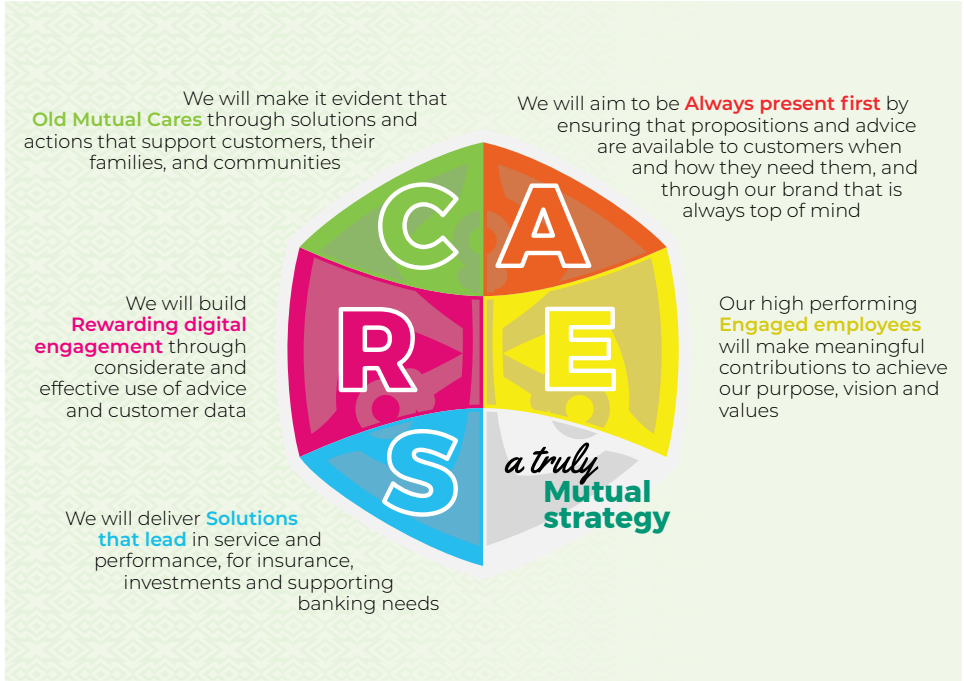 We will make it evident that
Old Mutual Cares through solutions and
actions that support customers, their
families, and communities
We will aim to be Always present first by
ensuring that propositions and advice
are available to customers when
and how they need them, and
through our brand that is
always top of mind
C
A
We will build
Rewarding digital
engagement through
considerate and
effective use of advice
and customer data
R
E
Our high performing
Engaged employees
will make meaningful
contributions to achieve
our purpose, vision and
values
S
a truly
Mutual
strategy
We will deliver Solutions
that lead in service and
performance, for insurance,
investments and supporting
banking needs